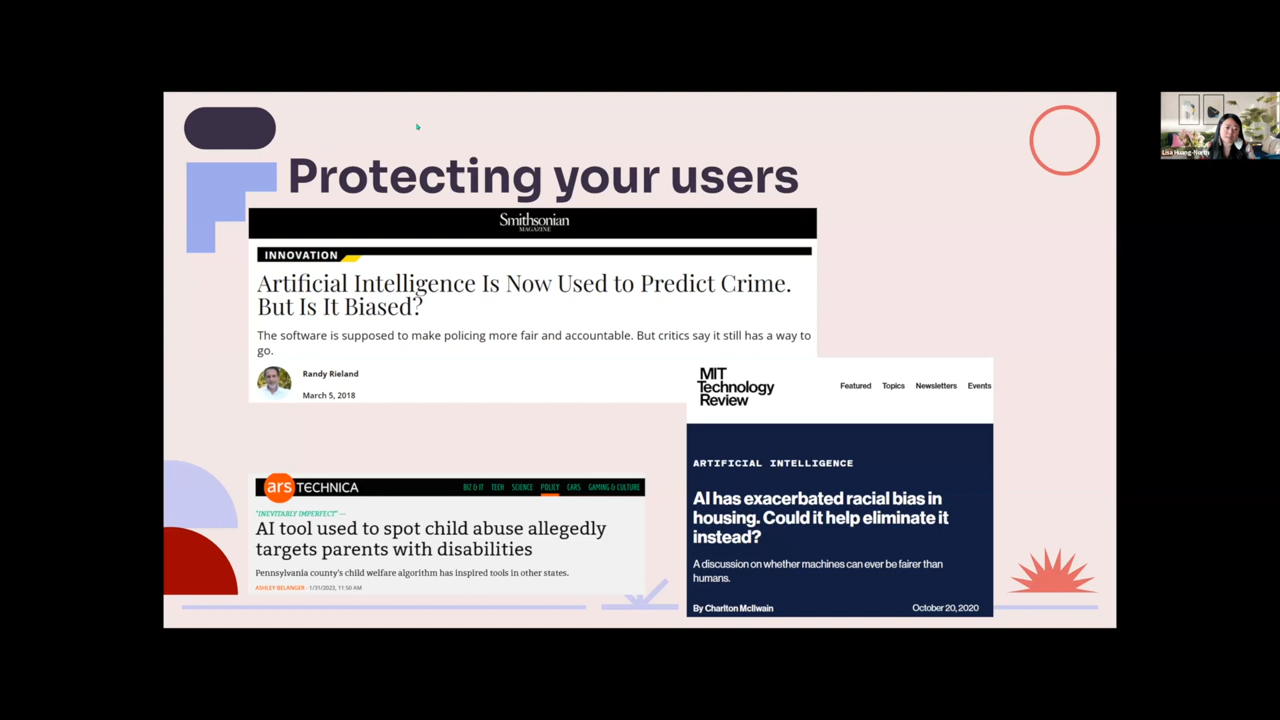 Protecting your users
Smithsonian
MAGAZINE
INNOVATION
Artificial Intelligence Is Now Used to Predict Crime.
But Is It Biased?
The software is supposed to make policing more fair and accountable. But critics say it still has a way to
go.
Randy Rieland
March 5, 2018
MIT
Technology
Review
Featured Topics Newsletters Events
ARTIFICIAL INTELLIGENCE
AI has exacerbated racial bias in
housing. Could it help eliminate it
instead?
A discussion on whether machines can ever be fairer than
humans.
By Charlton McIlwain October 20, 2020
ars TECHNICA BIZ & IT TECH SCIENCE POLICY CARS GAMING & CULTURE
"INEVITABLY IMPERFECT" —
AI tool used to spot child abuse allegedly
targets parents with disabilities
Pennsylvania county's child welfare algorithm has inspired tools in other states.
ASHLEY BELANGER - 1/31/2023, 11:50 AM
Lisa Huang-North